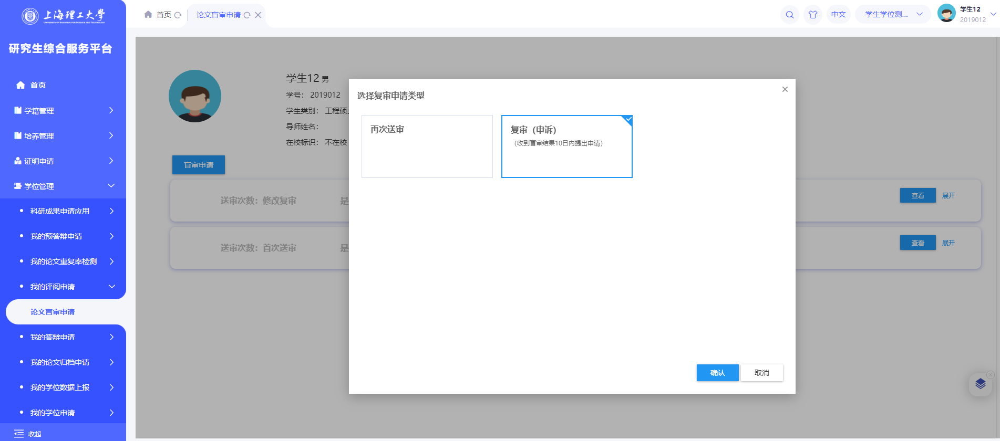 上海理工大学
UNIVERSITY OF SHANGHAI FOR SCIENCE AND TECHNOLOGY
研究生综合服务平台
首页
学籍管理
培养管理
证明申请
学位管理
科研成果申请应用
我的预答辩申请
我的论文重复率检测
我的评阅申请
论文盲审申请
我的答辩申请
我的论文归档申请
我的学位数据上报
我的学位申请
收起
首页
论文盲审申请
中文
学生学位测...
学生12
2019012
学生12 男
学号： 2019012
学生类别： 工程硕士
导师姓名：
在校标识： 不在校
盲审申请
送审次数：修改复审 是
查看 展开
送审次数：首次送审 是
查看 展开
选择复审申请类型
再次送审
复审（申诉）
（收到盲审结果10日内提出申请）
确认
取消